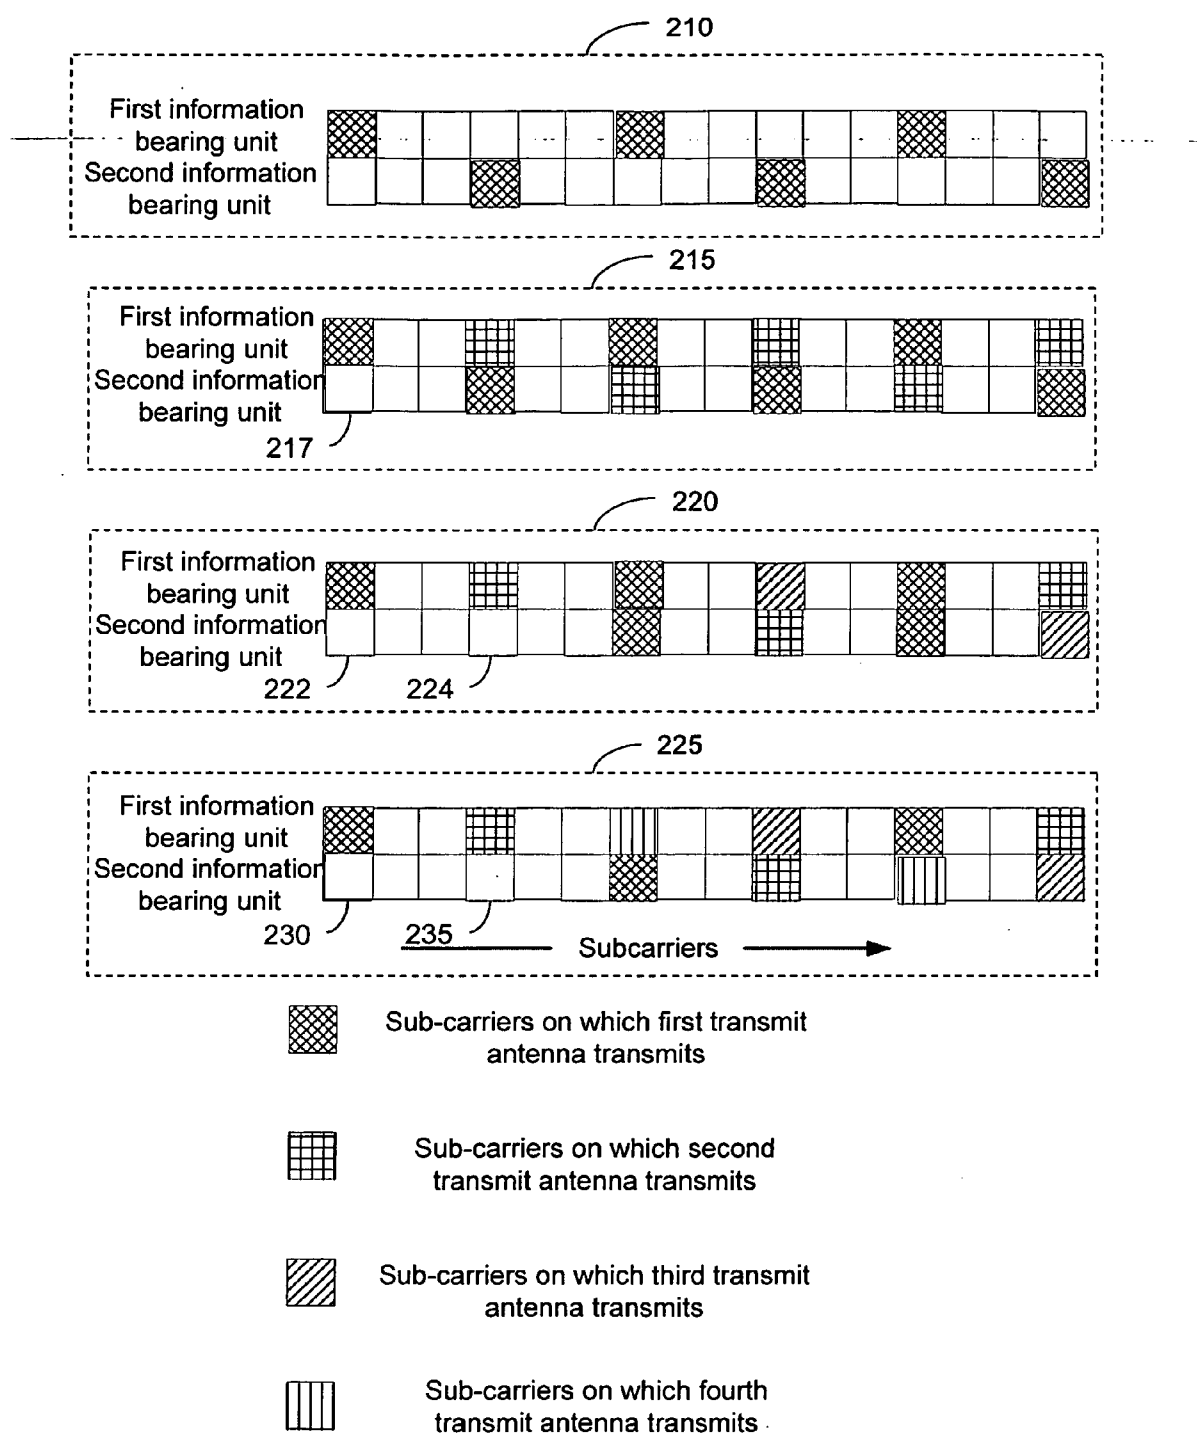 210
First information
bearing unit
Second information
bearing unit
215
First information
bearing unit
Second information
bearing unit
217
220
First information
bearing unit
Second information
bearing unit
222
224
225
First information
bearing unit
Second information
bearing unit
230
235
Subcarriers
Sub-carriers on which first transmit
antenna transmits
Sub-carriers on which second
transmit antenna transmits
Sub-carriers on which third transmit
antenna transmits
Sub-carriers on which fourth
transmit antenna transmits